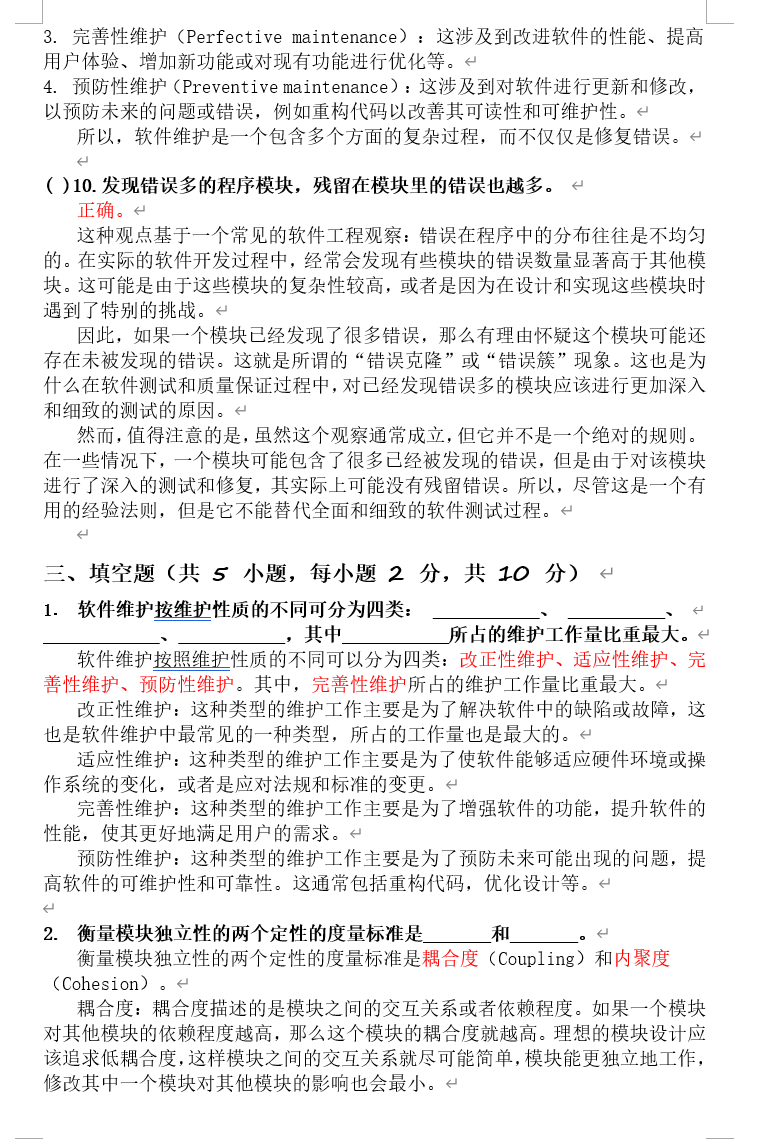 3. 完善性维护（Perfective maintenance）：这涉及到改进软件的性能、提高
用户体验、增加新功能或对现有功能进行优化等。
4. 预防性维护（Preventive maintenance）：这涉及到对软件进行更新和修改，
以预防未来的问题或错误，例如重构代码以改善其可读性和可维护性。
所以，软件维护是一个包含多个方面的复杂过程，而不仅仅是修复错误。
( )10.发现错误多的程序模块，残留在模块里的错误也越多。
正确。
这种观点基于一个常见的软件工程观察：错误在程序中的分布往往是不均匀
的。在实际的软件开发过程中，经常会发现有些模块的错误数量显著高于其他模
块。这可能是由于这些模块的复杂性较高，或者是因为在设计和实现这些模块时
遇到了特别的挑战。
因此，如果一个模块已经发现了很多错误，那么有理由怀疑这个模块可能还
存在未被发现的错误。这就是所谓的“错误克隆”或“错误簇”现象。这也是为
什么在软件测试和质量保证过程中，对已经发现错误多的模块应该进行更加深入
和细致的测试的原因。
然而，值得注意的是，虽然这个观察通常成立，但它并不是一个绝对的规则。
在一些情况下，一个模块可能包含了很多已经被发现的错误，但是由于对该模块
进行了深入的测试和修复，其实际上可能没有残留错误。所以，尽管这是一个有
用的经验法则，但是它不能替代全面和细致的软件测试过程。
三、填空题（共 5 小题，每小题 2 分，共 10 分）
1. 软件维护按维护性质的不同可分为四类： ___________、 __________、
____________、___________，其中___________所占的维护工作量比重最大。
软件维护按照维护性质的不同可以分为四类：改正性维护、适应性维护、完
善性维护、预防性维护。其中，完善性维护所占的维护工作量比重最大。
改正性维护：这种类型的维护工作主要是为了解决软件中的缺陷或故障，这
也是软件维护中最常见的一种类型，所占的工作量也是最大的。
适应性维护：这种类型的维护工作主要是为了使软件能够适应硬件环境或操
作系统的变化，或者是应对法规和标准的变更。
完善性维护：这种类型的维护工作主要是为了增强软件的功能，提升软件的
性能，使其更好地满足用户的需求。
预防性维护：这种类型的维护工作主要是为了预防未来可能出现的问题，提
高软件的可维护性和可靠性。这通常包括重构代码，优化设计等。
2. 衡量模块独立性的两个定性的度量标准是_______和_______。
衡量模块独立性的两个定性的度量标准是耦合度（Coupling）和内聚度
（Cohesion）。
耦合度：耦合度描述的是模块之间的交互关系或者依赖程度。如果一个模块
对其他模块的依赖程度越高，那么这个模块的耦合度就越高。理想的模块设计应
该追求低耦合度，这样模块之间的交互关系就尽可能简单，模块能更独立地工作，
修改其中一个模块对其他模块的影响也会最小。